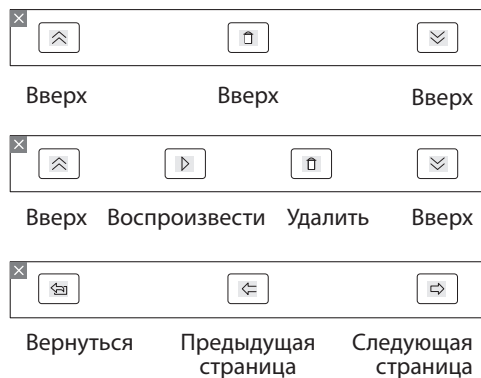 Вверх Вверх Вверх
Вверх Воспроизвести Удалить Вверх
Вернуться Предыдущая Следующая
страница страница